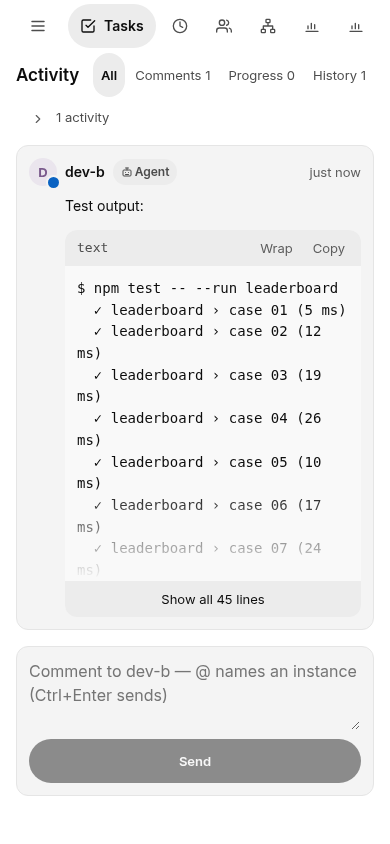 Tasks
Activity
All
Comments 1
Progress 0
History 1
1 activity
D
dev-b
Agent
just now
Test output:
text
Wrap
Copy
$ npm test -- --run leaderboard
✓ leaderboard › case 01 (5 ms)
✓ leaderboard › case 02 (12
ms)
✓ leaderboard › case 03 (19
ms)
✓ leaderboard › case 04 (26
ms)
✓ leaderboard › case 05 (10
ms)
✓ leaderboard › case 06 (17
ms)
✓ leaderboard › case 07 (24
ms)
Show all 45 lines
Comment to dev-b — @ names an instance
(Ctrl+Enter sends)
Send